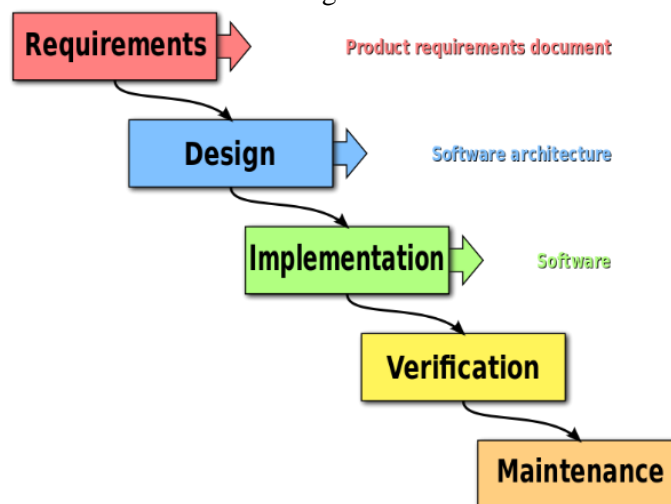 Requirements
Product requirements document
Design
Software architecture
Implementation
Software
Verification
Maintenance